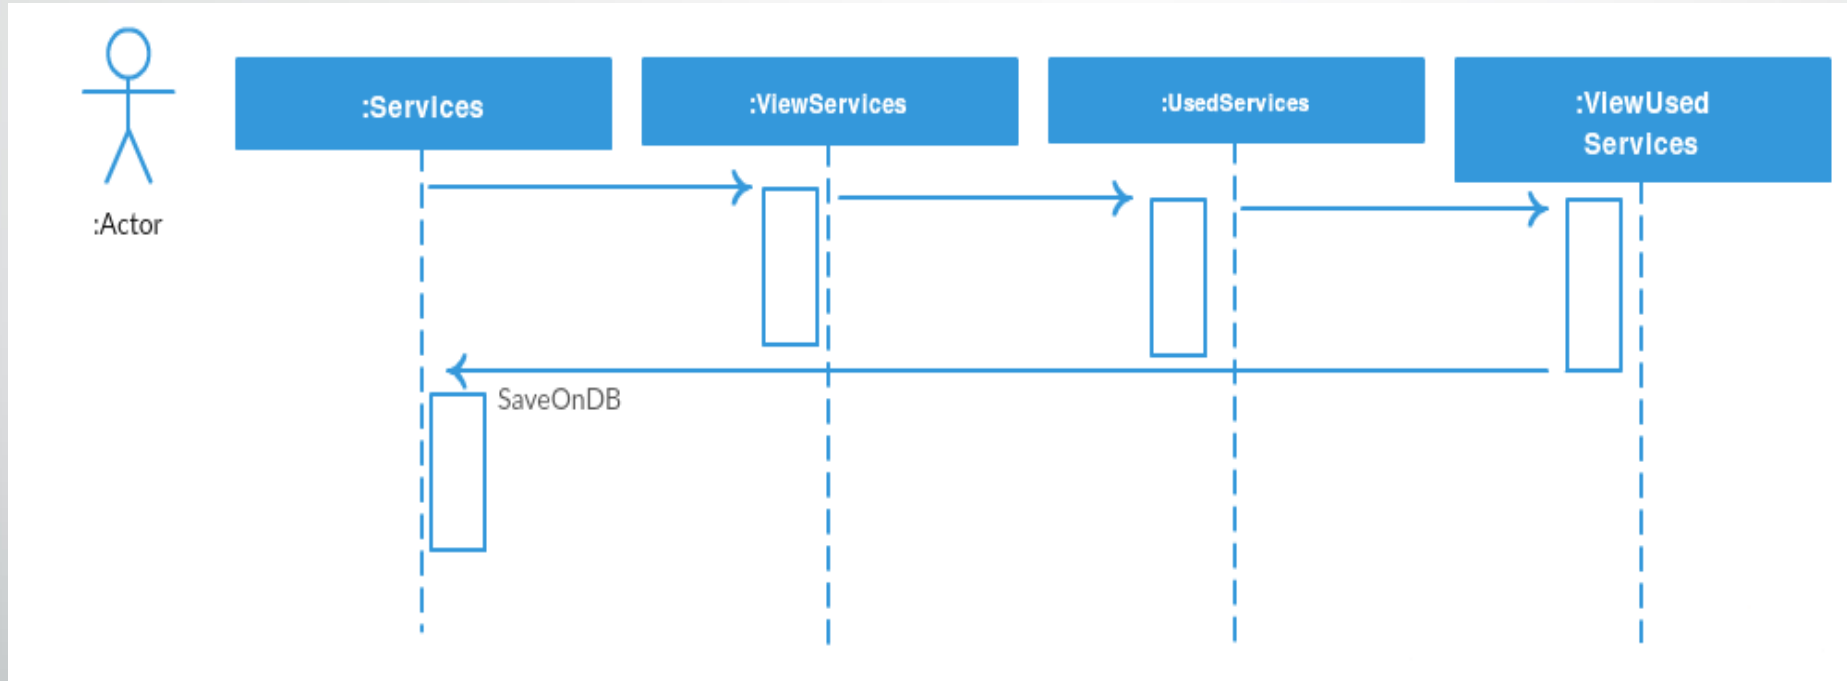 :Services
:ViewServices
:UsedServices
:ViewUsed
Services
:Actor
SaveOnDB